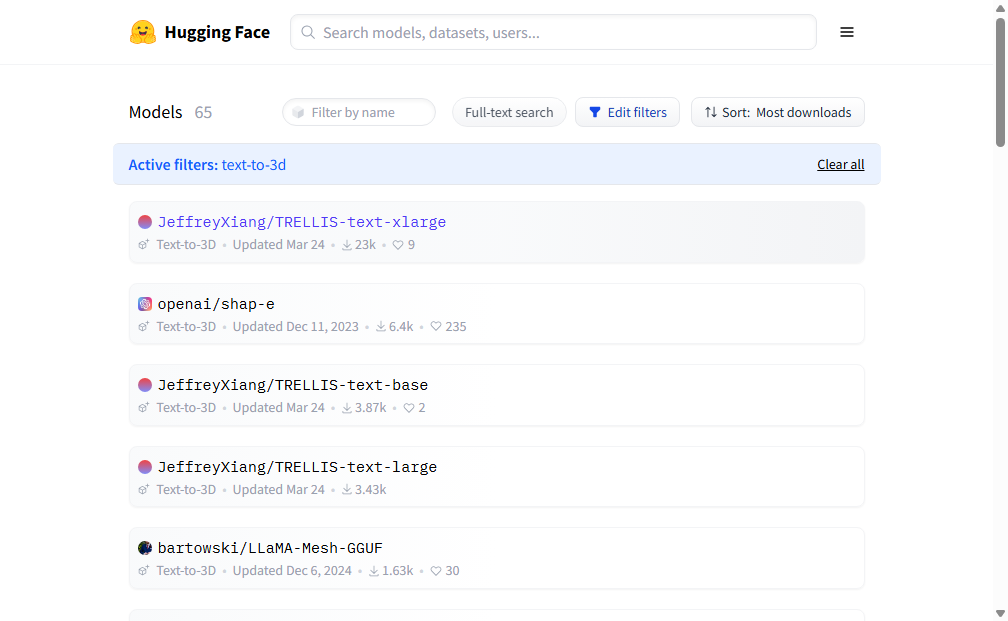 Hugging Face
Search models, datasets, users...
Models 65
Filter by name
Full-text search
Edit filters
Sort: Most downloads
Active filters: text-to-3d
Clear all
JeffreyXiang/TRELLIS-text-xlarge
Text-to-3D • Updated Mar 24 • 23k • 9
openai/shap-e
Text-to-3D • Updated Dec 11, 2023 • 6.4k • 235
JeffreyXiang/TRELLIS-text-base
Text-to-3D • Updated Mar 24 • 3.87k • 2
JeffreyXiang/TRELLIS-text-large
Text-to-3D • Updated Mar 24 • 3.43k
bartowski/LLaMA-Mesh-GGUF
Text-to-3D • Updated Dec 6, 2024 • 1.63k • 30